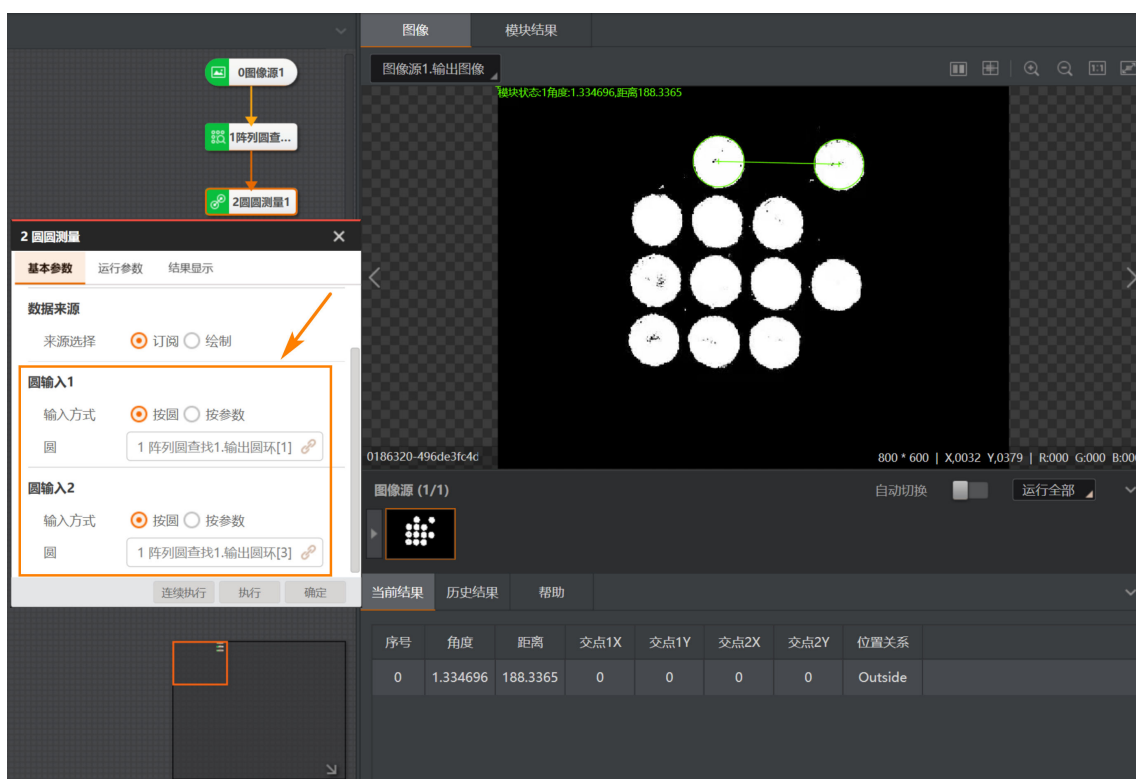 图像
模块结果
图像源1.输出图像
1:1
模块状态:1角度:1.334696,距离188.3365
0图像源1
1阵列圆查...
2圆圆测量1
2 圆圆测量
基本参数
运行参数
结果显示
数据来源
来源选择
订阅
绘制
圆输入1
输入方式
按圆
按参数
圆
1 阵列圆查找1.输出圆环[1]
圆输入2
输入方式
按圆
按参数
圆
1 阵列圆查找1.输出圆环[3]
连续执行
执行
确定
0186320-496de3fc4d
800 * 600 | X,0032 Y,0379 | R:000 G:000 B:000
图像源 (1/1)
自动切换
运行全部
当前结果
历史结果
帮助
序号 角度 距离 交点1X 交点1Y 交点2X 交点2Y 位置关系
0 1.334696 188.3365 0 0 0 0 Outside